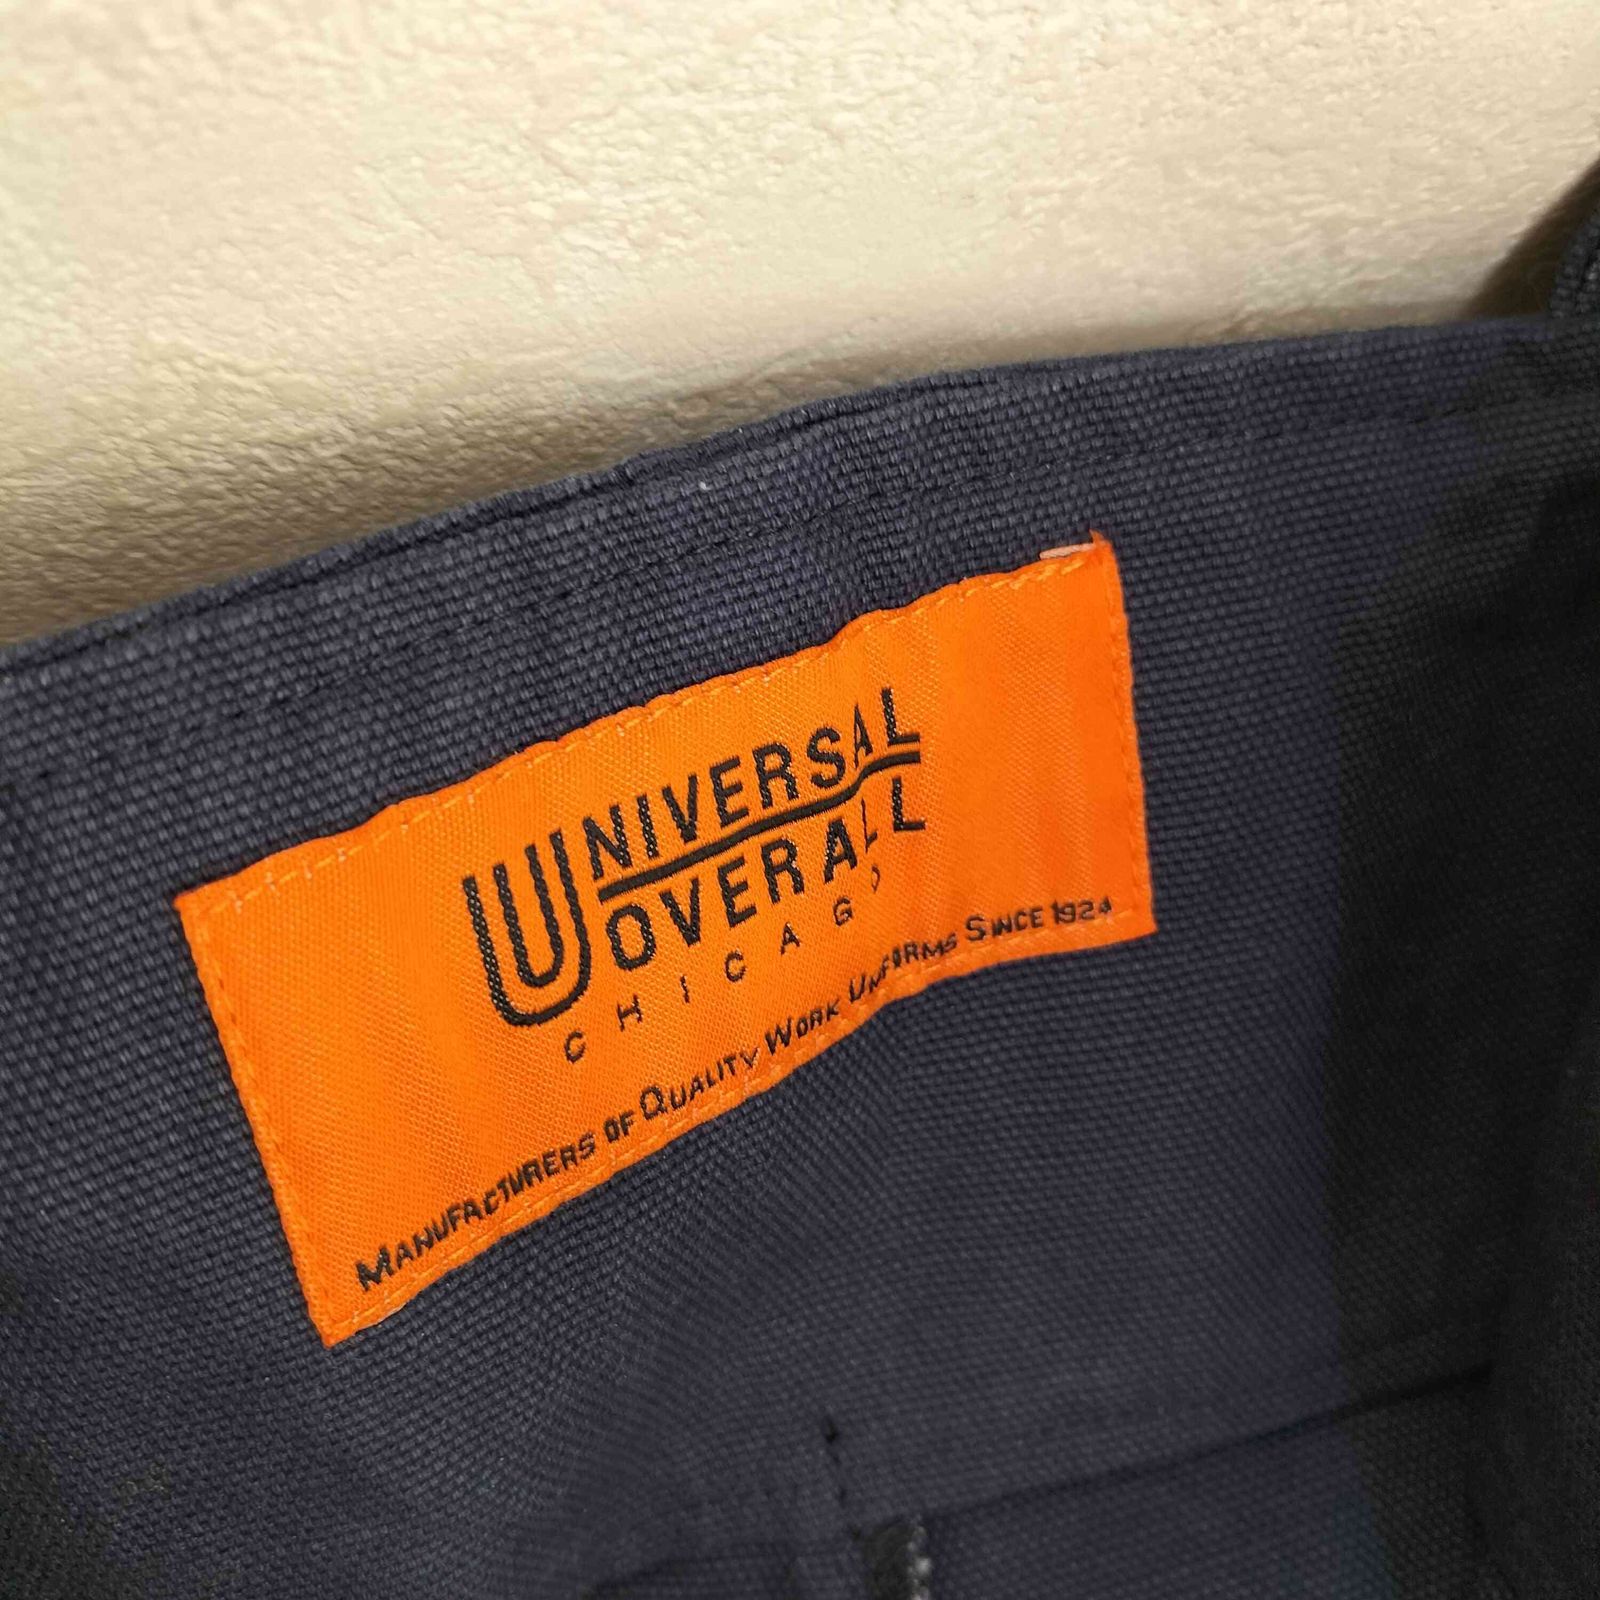 UNIVERSAL
OVERALL
CHICAGO
MANUFACTURERS OF QUALITY WORK UNIFORMS SINCE 1924